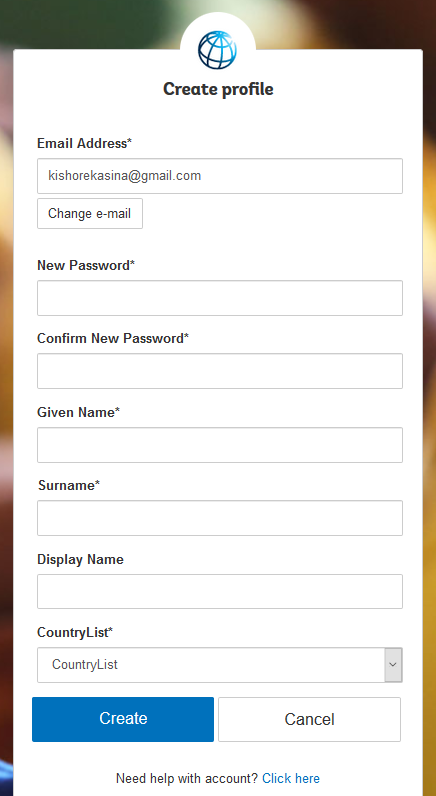 Create profile
Email Address*
kishorekasina@gmail.com
Change e-mail
New Password*
Confirm New Password*
Given Name*
Surname*
Display Name
CountryList*
CountryList
Create
Cancel
Need help with account? Click here